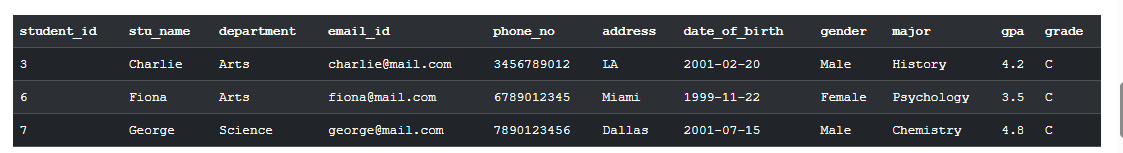 student_id stu_name department email_id phone_no address date_of_birth gender major gpa grade
3 Charlie Arts charlie@mail.com 3456789012 LA 2001-02-20 Male History 4.2 C
6 Fiona Arts fiona@mail.com 6789012345 Miami 1999-11-22 Female Psychology 3.5 C
7 George Science george@mail.com 7890123456 Dallas 2001-07-15 Male Chemistry 4.8 C